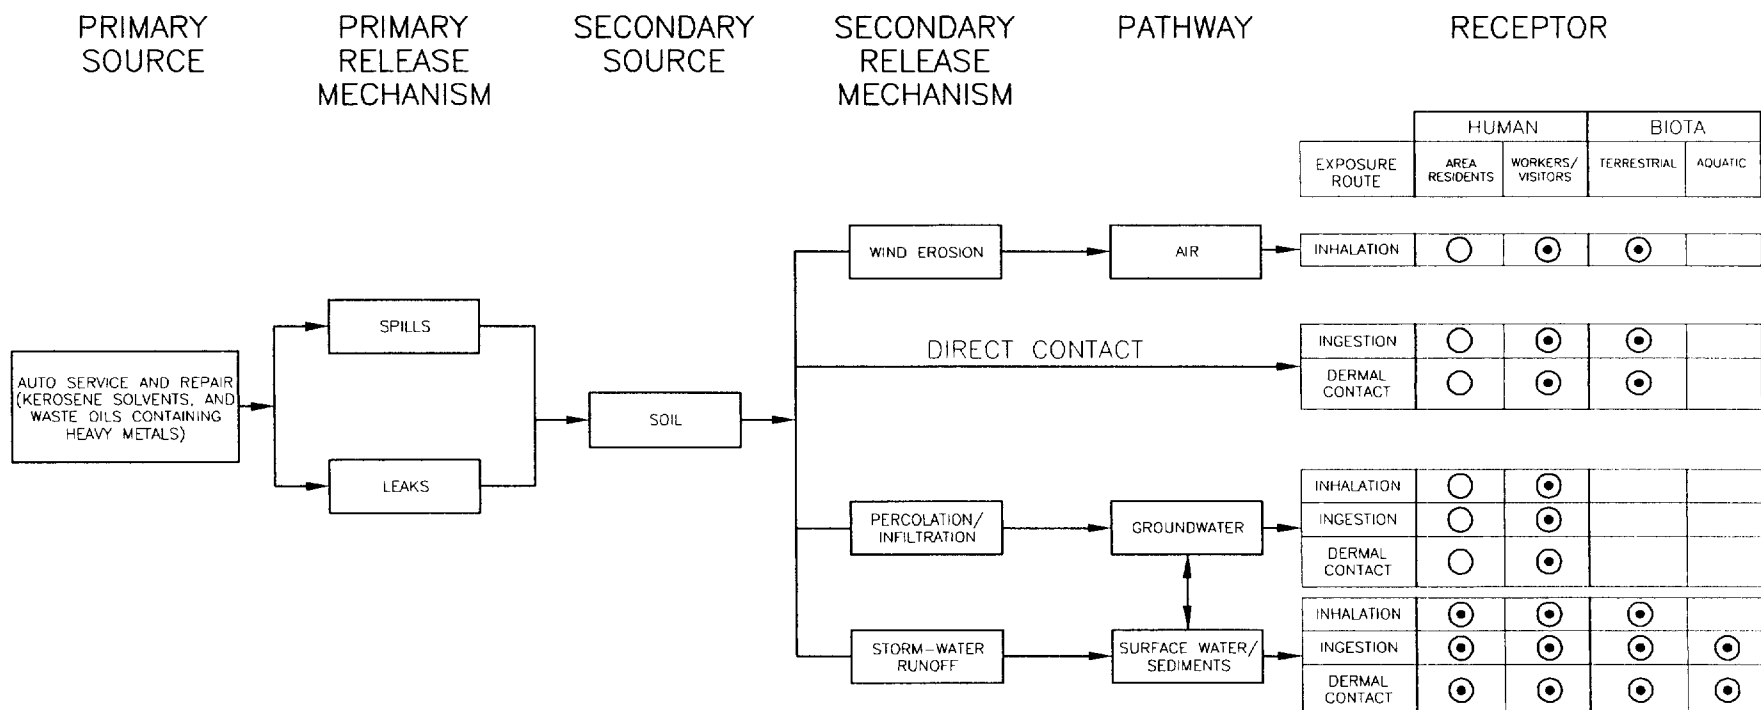 PRIMARY
SOURCE
PRIMARY
RELEASE
MECHANISM
SECONDARY
SOURCE
SECONDARY
RELEASE
MECHANISM
PATHWAY
RECEPTOR
HUMAN
BIOTA
EXPOSURE
ROUTE
AREA
RESIDENTS
WORKERS/
VISITORS
TERRESTRIAL
AQUATIC
AUTO SERVICE AND REPAIR
(KEROSENE SOLVENTS, AND
WASTE OILS CONTAINING
HEAVY METALS)
SPILLS
LEAKS
SOIL
WIND EROSION
AIR
INHALATION
DIRECT CONTACT
INGESTION
DERMAL
CONTACT
PERCOLATION/
INFILTRATION
GROUNDWATER
INHALATION
INGESTION
DERMAL
CONTACT
STORM-WATER
RUNOFF
SURFACE WATER/
SEDIMENTS
INHALATION
INGESTION
DERMAL
CONTACT